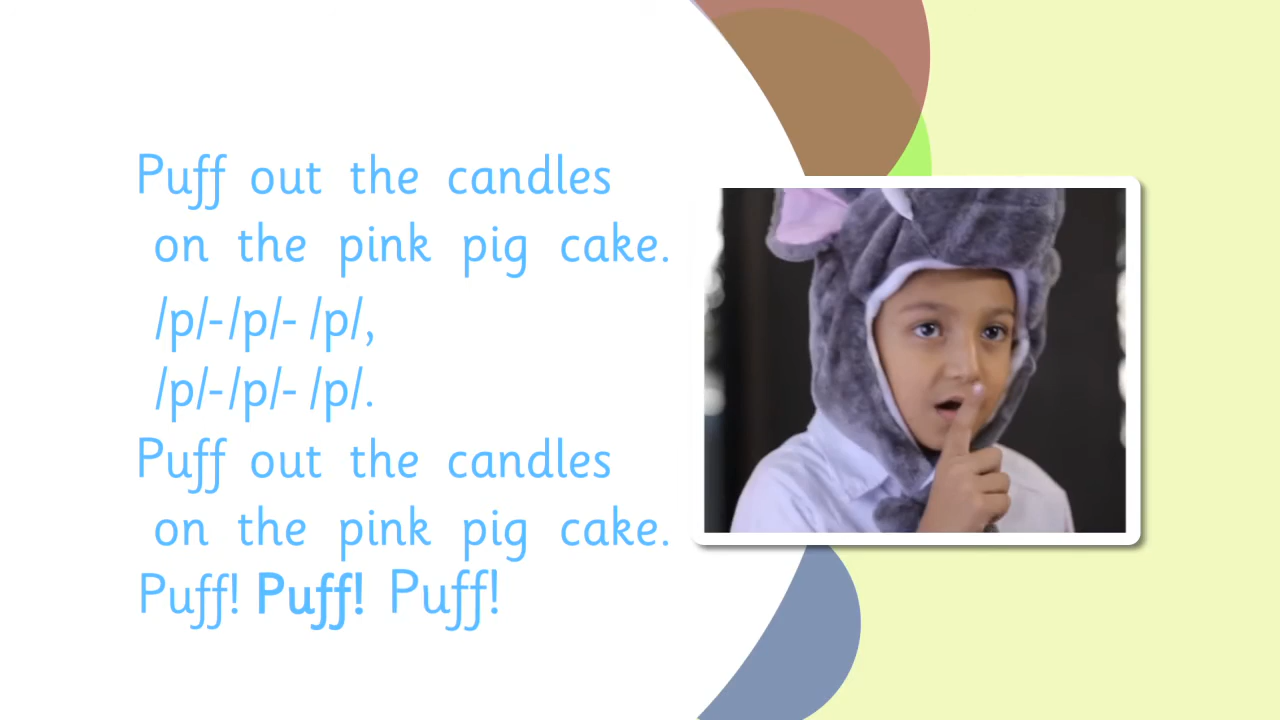 Puff out the candles
on the pink pig cake.
/p/-/p/- /p/,
/p/-/p/- /p/.
Puff out the candles
on the pink pig cake.
Puff! Puff! Puff!